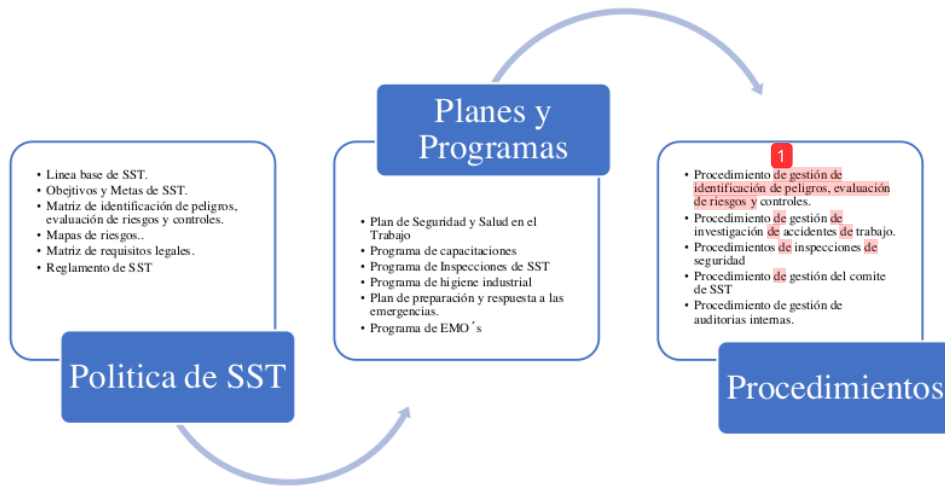 • Linea base de SST.
• Obejtivos y Metas de SST.
• Matriz de identificación de peligros,
evaluación de riesgos y controles.
• Mapas de riesgos..
• Matriz de requisitos legales.
• Reglamento de SST
Politica de SST
Planes y
Programas
• Plan de Seguridad y Salud en el
Trabajo
• Programa de capacitaciones
• Programa de Inspecciones de SST
• Programa de higiene industrial
• Plan de preparación y respuesta a las
emergencias.
• Programa de EMO´s
1
• Procedimiento de gestión de
identificación de peligros, evaluación
de riesgos y controles.
• Procedimiento de gestión de
investigación de accidentes de trabajo.
• Procedimientos de inspecciones de
seguridad
• Procedimiento de gestión del comite
de SST
• Procedimiento de gestión de
auditorias internas.
Procedimientos